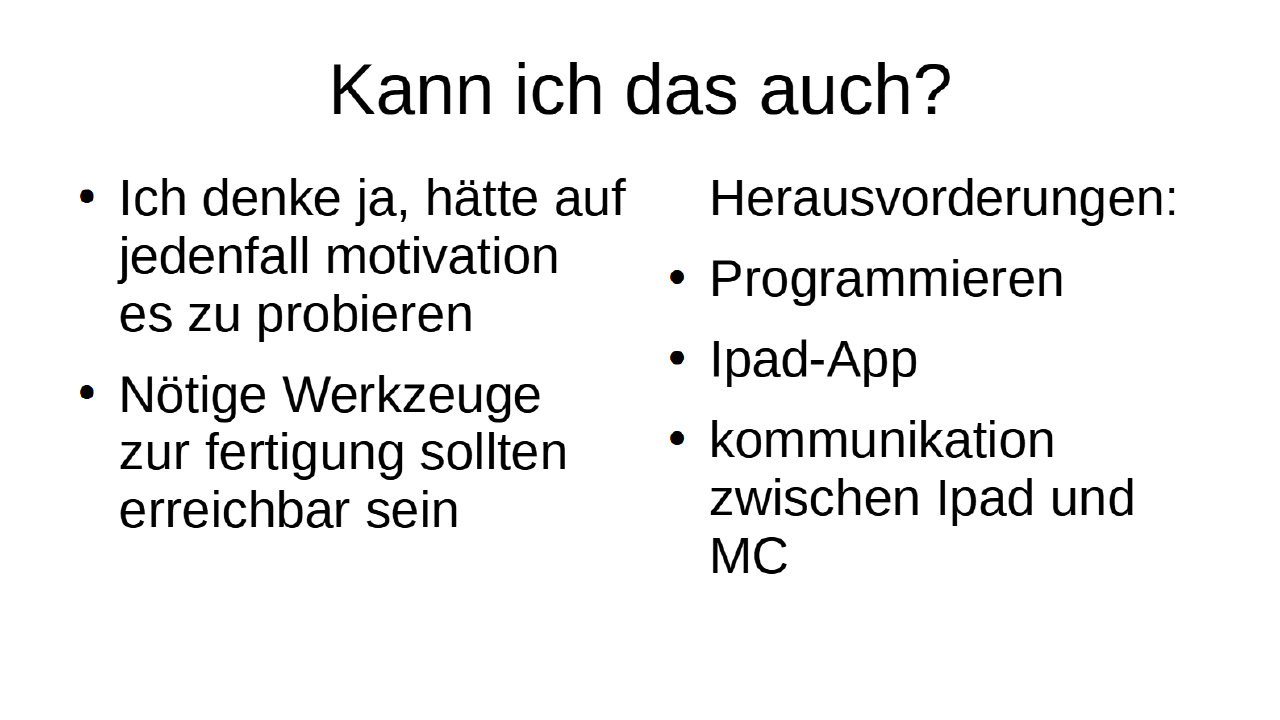 Kann ich das auch?
• Ich denke ja, hätte auf
jedenfall motivation
es zu probieren
• Nötige Werkzeuge
zur fertigung sollten
erreichbar sein
Herausvorderungen:
• Programmieren
• Ipad-App
• kommunikation
zwischen Ipad und
MC